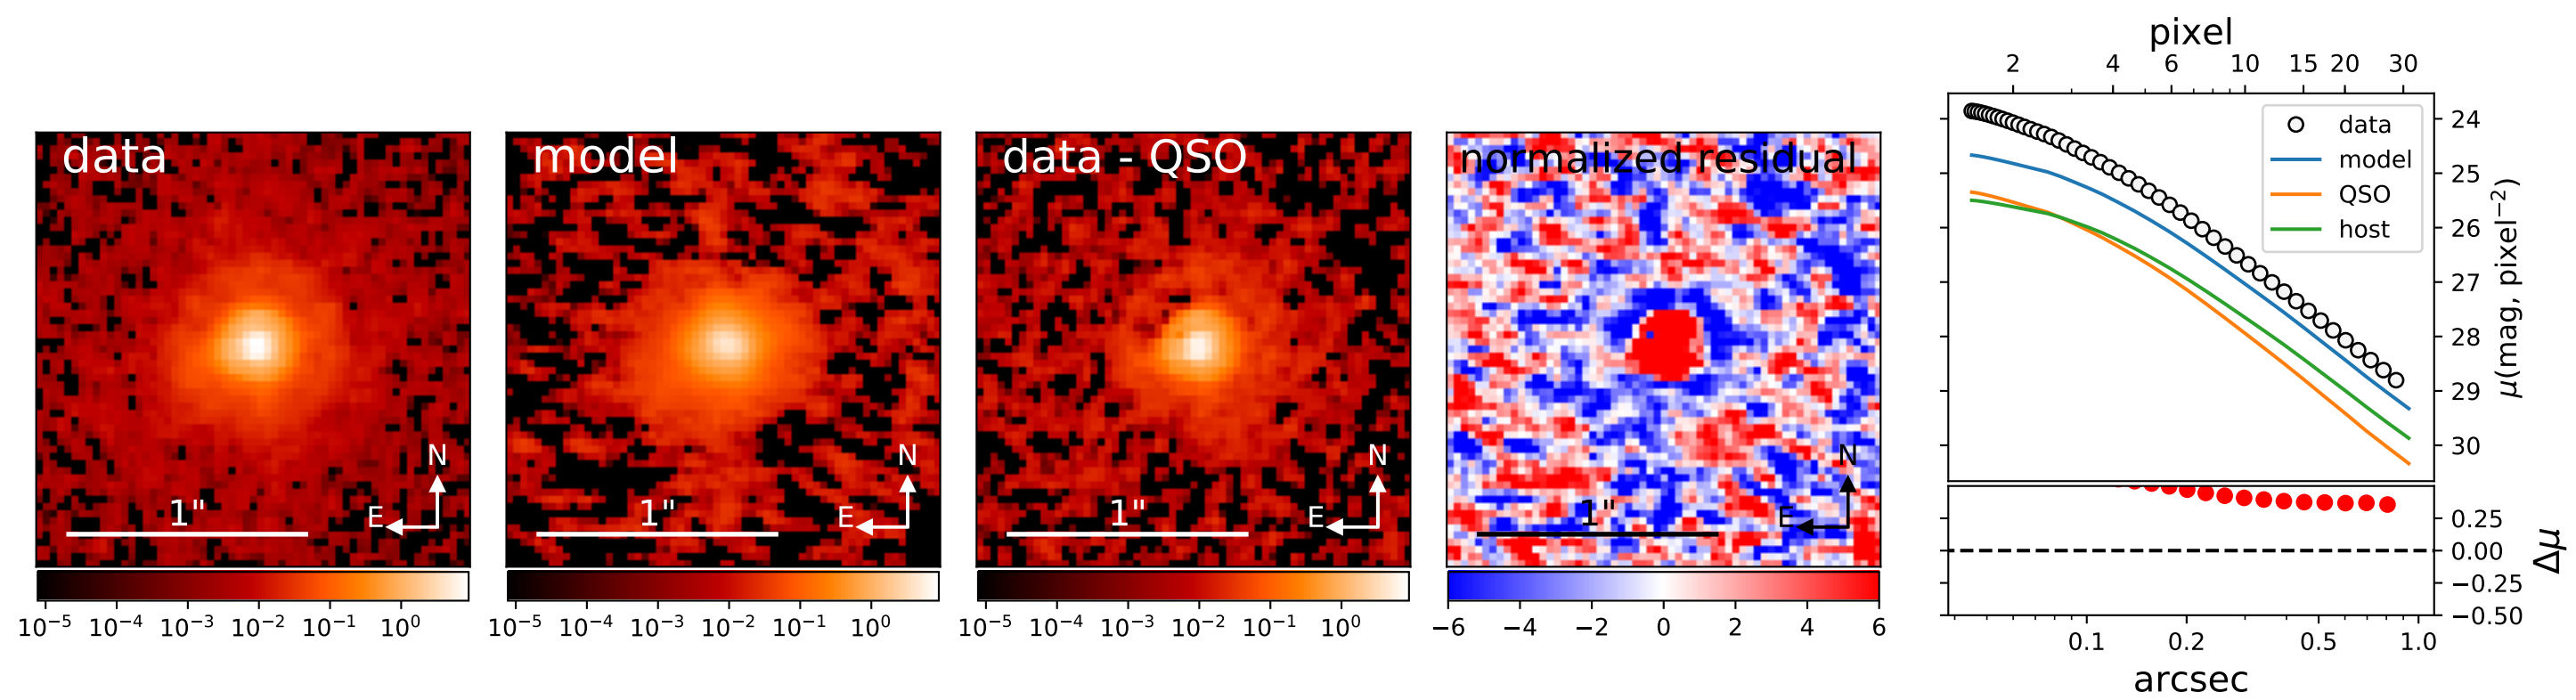 data
N
E
1"
10⁻⁵ 10⁻⁴ 10⁻³ 10⁻² 10⁻¹ 10⁰
model
N
E
1"
10⁻⁵ 10⁻⁴ 10⁻³ 10⁻² 10⁻¹ 10⁰
data - QSO
N
E
1"
10⁻⁵ 10⁻⁴ 10⁻³ 10⁻² 10⁻¹ 10⁰
normalized residual
N
E
1"
−6 −4 −2 0 2 4 6
pixel
2 4 6 10 15 20 30
data
model
QSO
host
24
25
26
27
28
29
30
μ(mag, pixel⁻²)
0.25
0.00
−0.25
−0.50
Δμ
0.1 0.2 0.5 1.0
arcsec